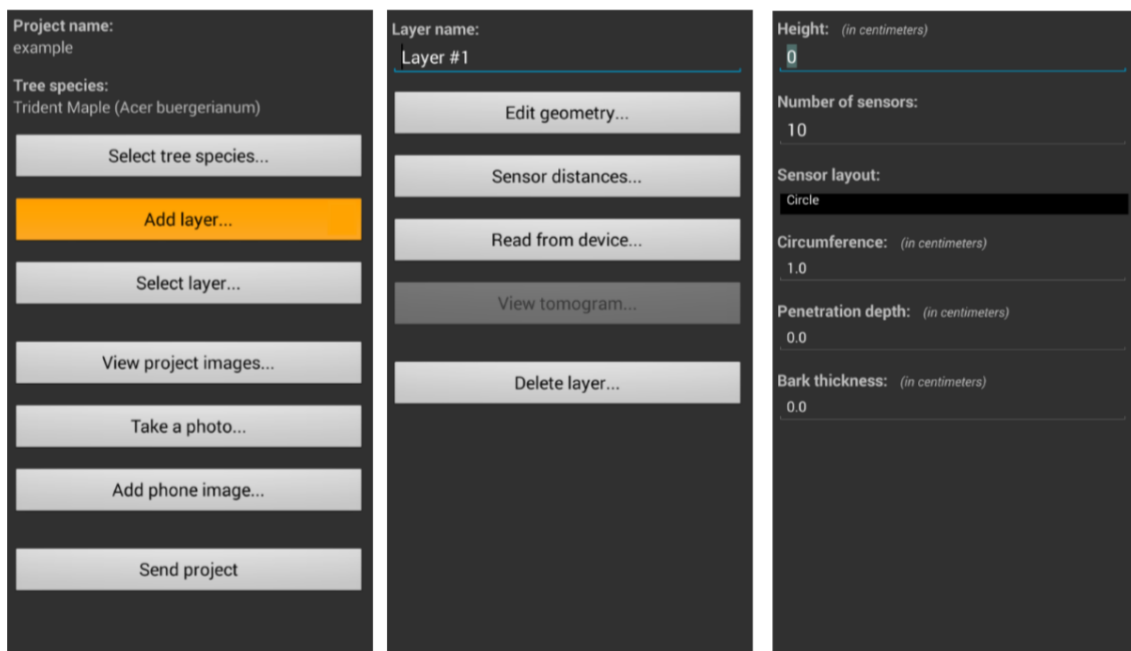 Project name:
example
Tree species:
Trident Maple (Acer buergerianum)
Select tree species...
Add layer...
Select layer...
View project images...
Take a photo...
Add phone image...
Send project
Layer name:
Layer #1
Edit geometry...
Sensor distances...
Read from device...
View tomogram...
Delete layer...
Height: (in centimeters)
0
Number of sensors:
10
Sensor layout:
Circle
Circumference: (in centimeters)
1.0
Penetration depth: (in centimeters)
0.0
Bark thickness: (in centimeters)
0.0